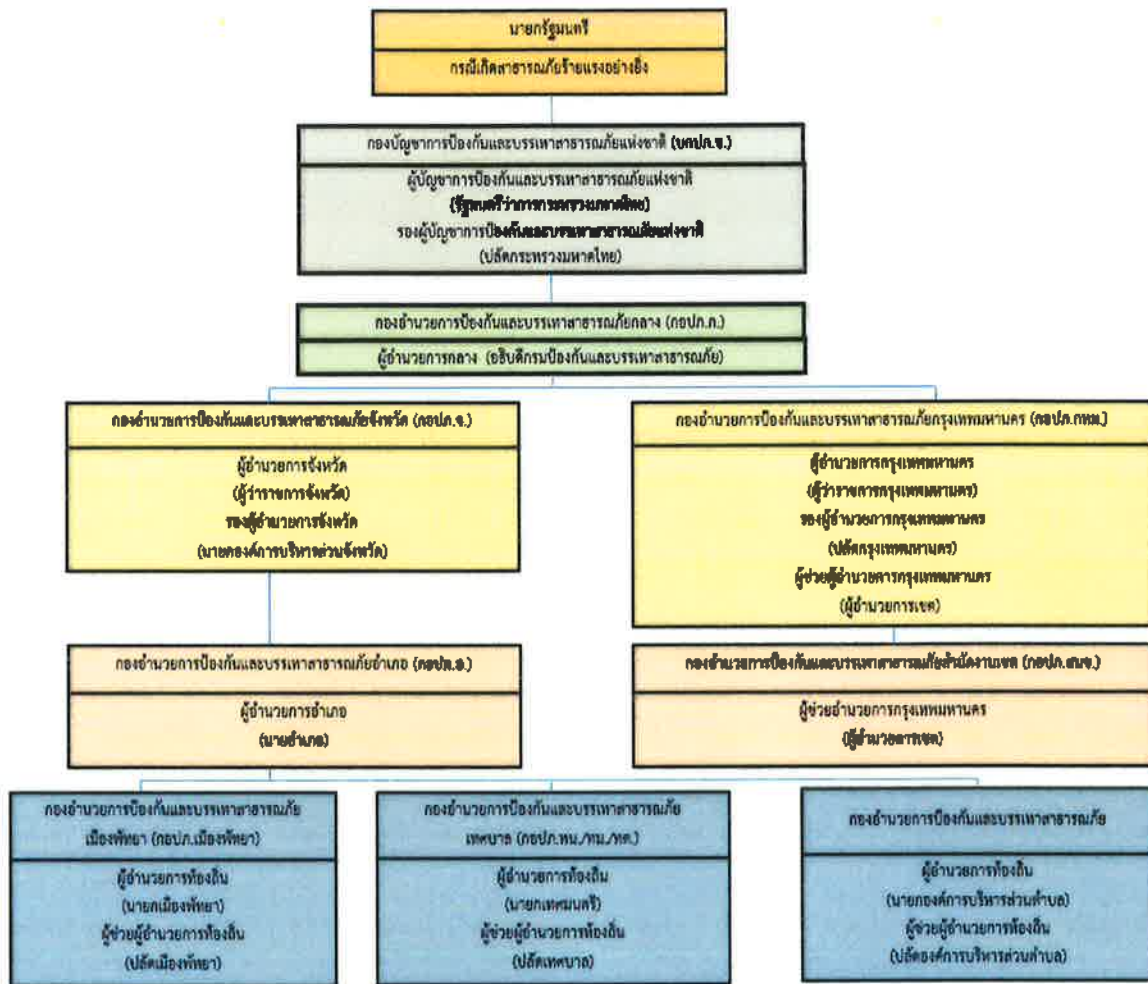 นายกรัฐมนตรี
กรณีเกิดสาธารณภัยร้ายแรงอย่างยิ่ง
กองบัญชาการป้องกันและบรรเทาสาธารณภัยแห่งชาติ (บกปภ.ช.)
ผู้บัญชาการป้องกันและบรรเทาสาธารณภัยแห่งชาติ
(รัฐมนตรีว่าการกระทรวงมหาดไทย)
รองผู้บัญชาการป้องกันและบรรเทาสาธารณภัยแห่งชาติ
(ปลัดกระทรวงมหาดไทย)
กองอำนวยการป้องกันและบรรเทาสาธารณภัยกลาง (กอปภ.ก.)
ผู้อำนวยการกลาง (อธิบดีกรมป้องกันและบรรเทาสาธารณภัย)
กองอำนวยการป้องกันและบรรเทาสาธารณภัยจังหวัด (กอปภ.จ.)
ผู้อำนวยการจังหวัด
(ผู้ว่าราชการจังหวัด)
รองผู้อำนวยการจังหวัด
(นายกองค์การบริหารส่วนจังหวัด)
กองอำนวยการป้องกันและบรรเทาสาธารณภัยกรุงเทพมหานคร (กอปภ.กทม.)
ผู้อำนวยการกรุงเทพมหานคร
(ผู้ว่าราชการกรุงเทพมหานคร)
รองผู้อำนวยการกรุงเทพมหานคร
(ปลัดกรุงเทพมหานคร)
ผู้ช่วยผู้อำนวยการกรุงเทพมหานคร
(ผู้อำนวยการเขต)
กองอำนวยการป้องกันและบรรเทาสาธารณภัยอำเภอ (กอปภ.อ.)
ผู้อำนวยการอำเภอ
(นายอำเภอ)
กองอำนวยการป้องกันและบรรเทาสาธารณภัยสำนักงานเขต (กอปภ.สนข.)
ผู้ช่วยอำนวยการกรุงเทพมหานคร
(ผู้อำนวยการเขต)
กองอำนวยการป้องกันและบรรเทาสาธารณภัย
เมืองพัทยา (กอปภ.เมืองพัทยา)
ผู้อำนวยการท้องถิ่น
(นายกเมืองพัทยา)
ผู้ช่วยผู้อำนวยการท้องถิ่น
(ปลัดเมืองพัทยา)
กองอำนวยการป้องกันและบรรเทาสาธารณภัย
เทศบาล (กอปภ.ทน./ทม./ทต.)
ผู้อำนวยการท้องถิ่น
(นายกเทศมนตรี)
ผู้ช่วยผู้อำนวยการท้องถิ่น
(ปลัดเทศบาล)
กองอำนวยการป้องกันและบรรเทาสาธารณภัย
ผู้อำนวยการท้องถิ่น
(นายกองค์การบริหารส่วนตำบล)
ผู้ช่วยผู้อำนวยการท้องถิ่น
(ปลัดองค์การบริหารส่วนตำบล)